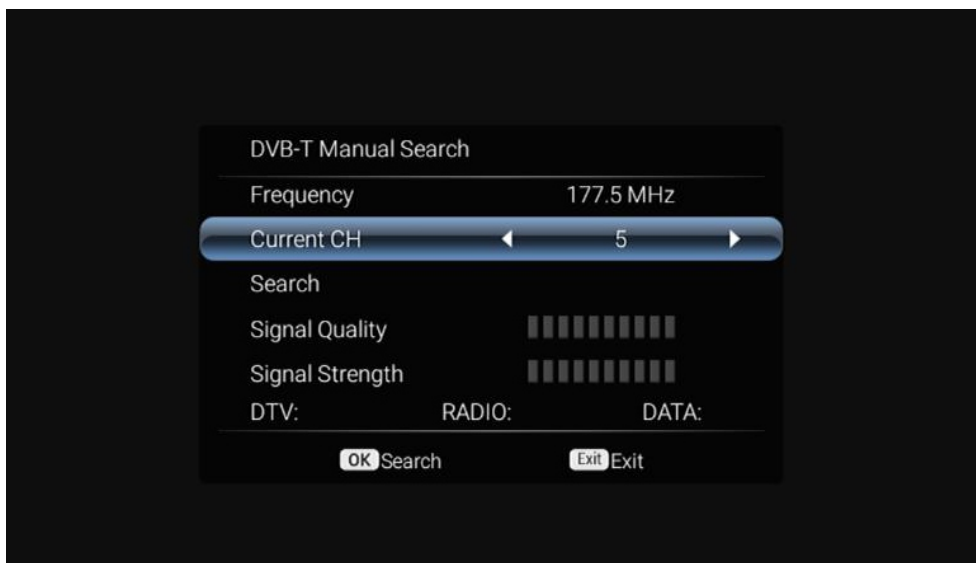 DVB-T Manual Search
Frequency 177.5 MHz
Current CH 5
Search
Signal Quality
Signal Strength
DTV: RADIO: DATA:
OK Search Exit Exit